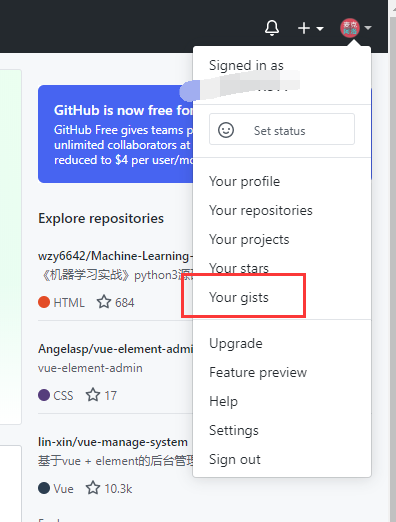 Signed in as
Set status
Your profile
Your repositories
Your projects
Your stars
Your gists
Upgrade
Feature preview
Help
Settings
Sign out
GitHub is now free for
GitHub Free gives teams p
unlimited collaborators at
reduced to $4 per user/mo
Explore repositories
wzy6642/Machine-Learning-
《机器学习实战》python3源
HTML 684
Angelasp/vue-element-admi
vue-element-admin
CSS 17
lin-xin/vue-manage-system
基于vue + element的后台管理
Vue 10.3k